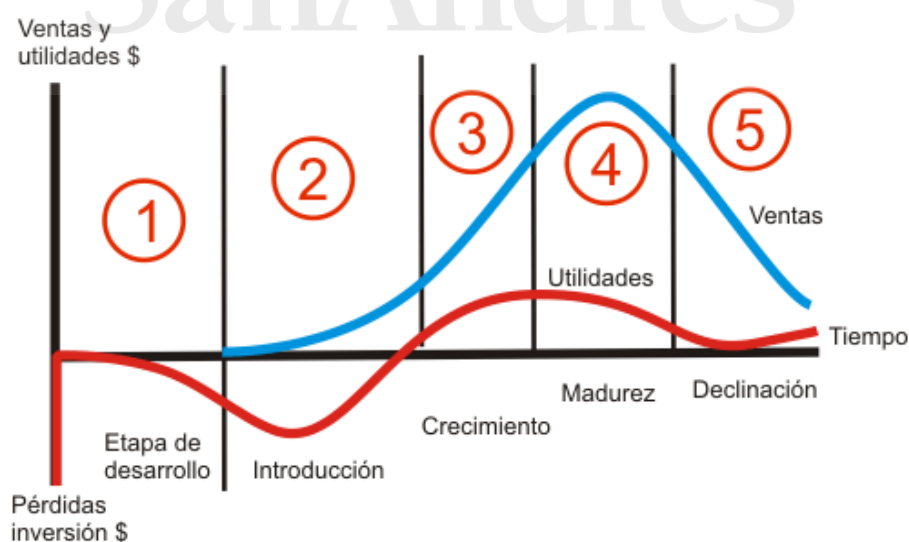 SanAndrés
Ventas y
utilidades $
1
2
3
4
5
Ventas
Utilidades
Tiempo
Etapa de
desarrollo
Introducción
Crecimiento
Madurez
Declinación
Pérdidas
inversión $